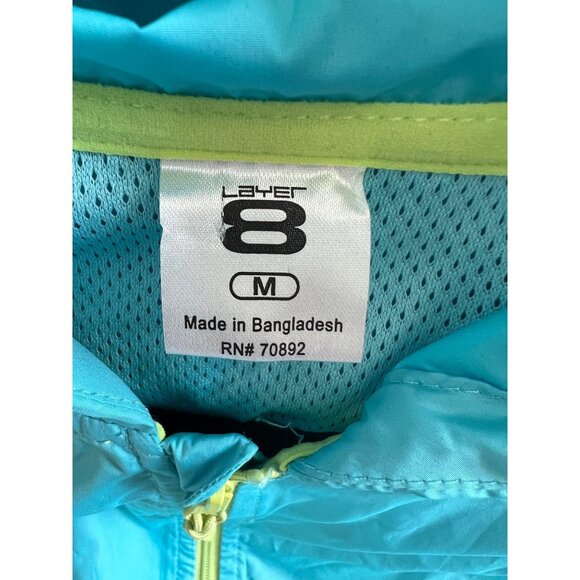 LAYER
8
M
Made in Bangladesh
RN# 70892